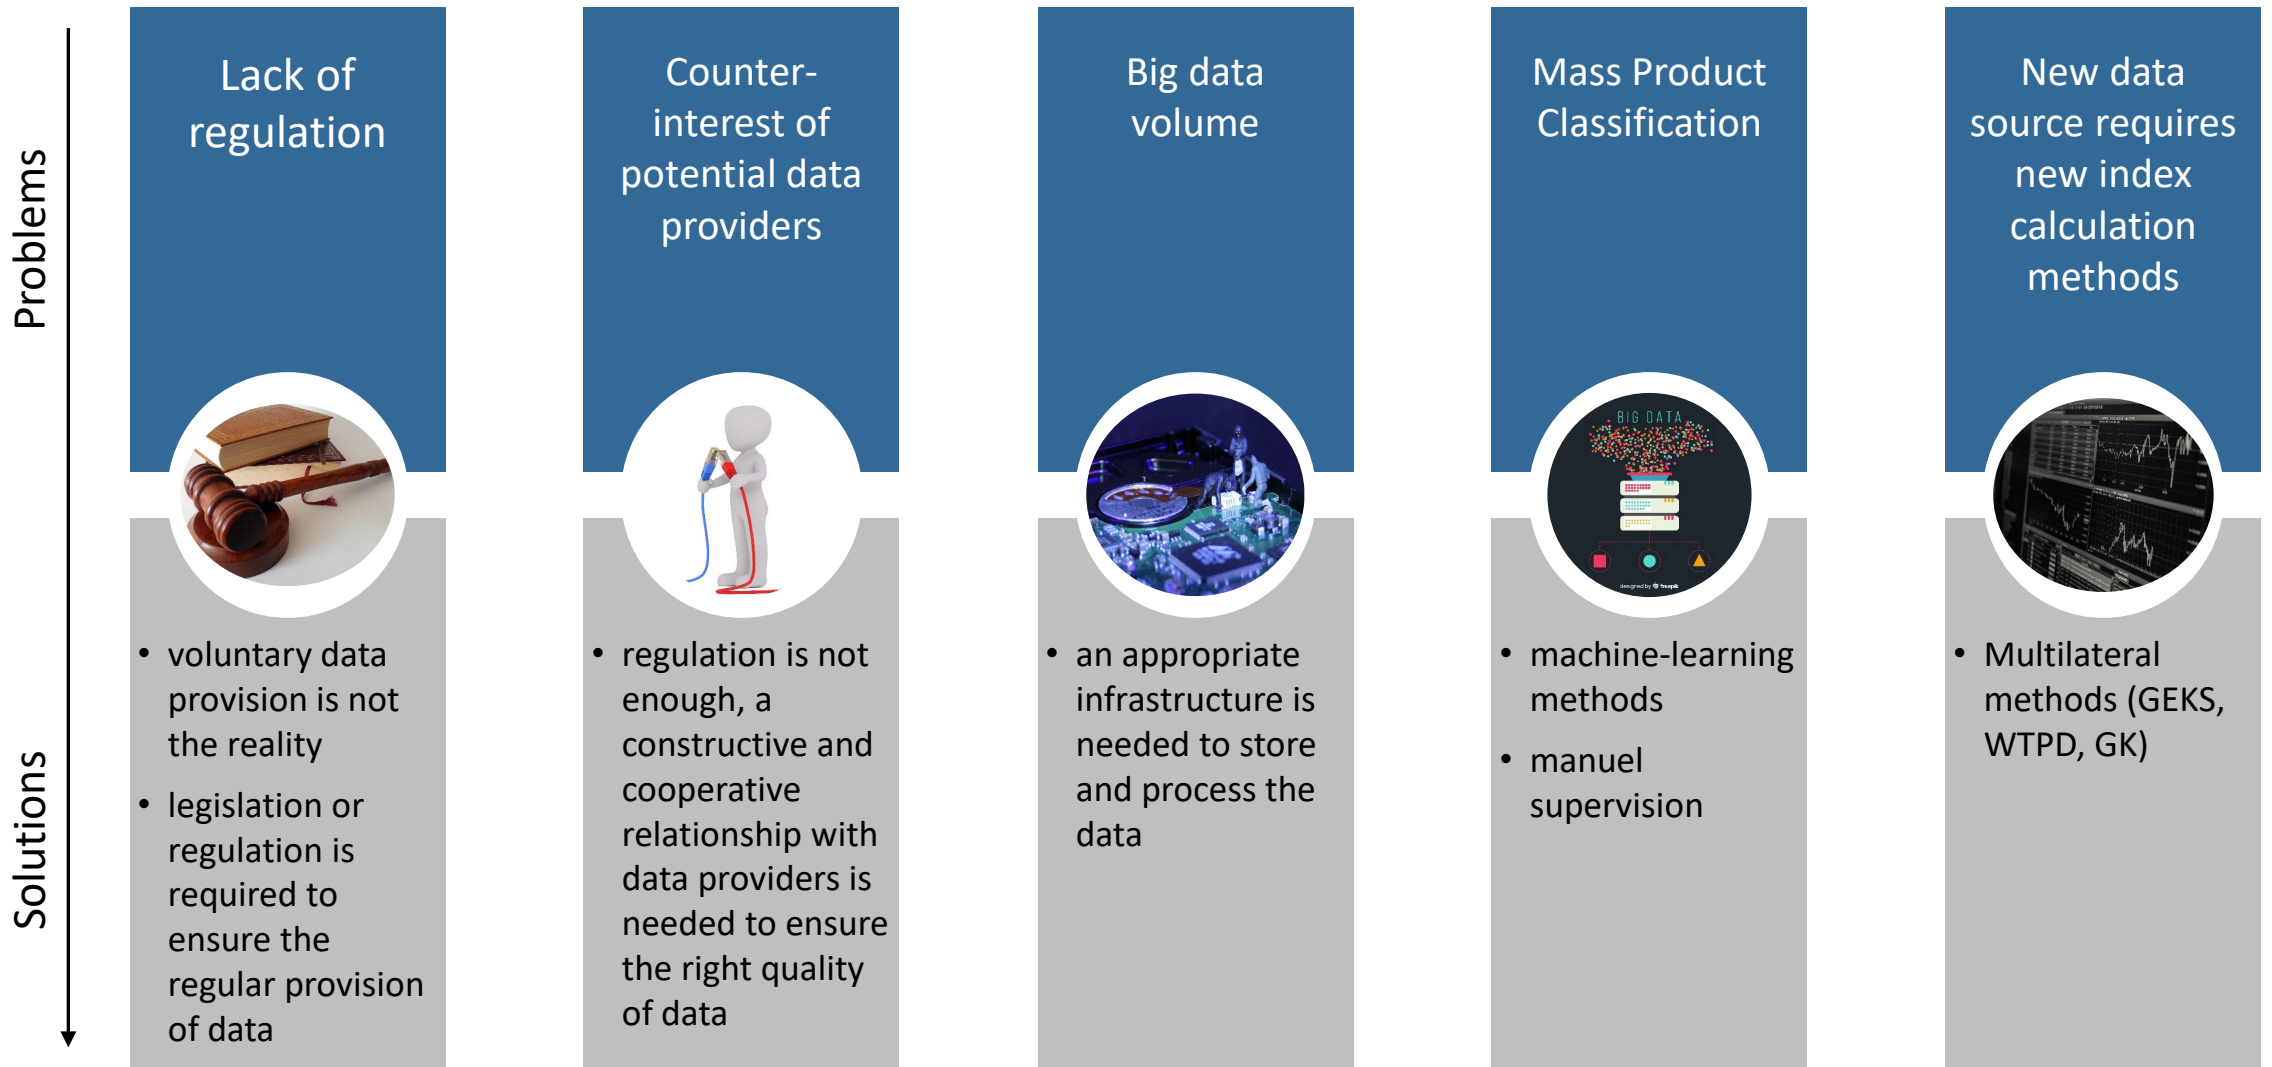 Problems
Solutions
Lack of
regulation
• voluntary data
provision is not
the reality
• legislation or
regulation is
required to
ensure the
regular provision
of data
Counter-
interest of
potential data
providers
• regulation is not
enough, a
constructive and
cooperative
relationship with
data providers is
needed to ensure
the right quality
of data
Big data
volume
• an appropriate
infrastructure is
needed to store
and process the
data
Mass Product
Classification
BIG DATA
designed by freepik
• machine-learning
methods
• manuel
supervision
New data
source requires
new index
calculation
methods
• Multilateral
methods (GEKS,
WTPD, GK)